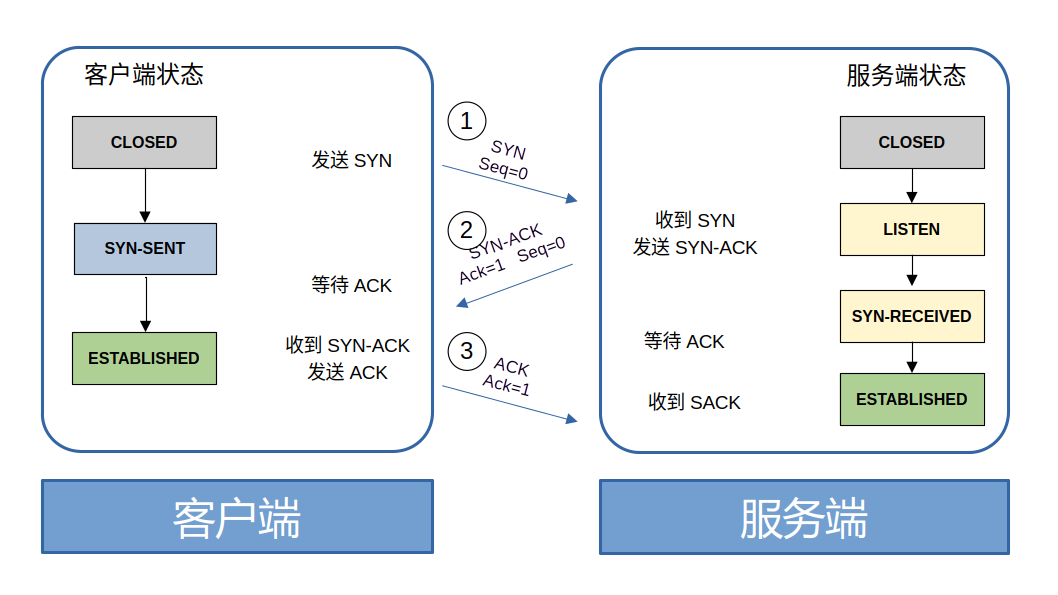 客户端状态
CLOSED
发送 SYN
SYN-SENT
等待 ACK
ESTABLISHED
收到 SYN-ACK
发送 ACK
1
SYN
Seq=0
2
SYN-ACK
Ack=1 Seq=0
3
ACK
Ack=1
服务端状态
CLOSED
收到 SYN
发送 SYN-ACK
LISTEN
SYN-RECEIVED
等待 ACK
收到 SACK
ESTABLISHED
客户端
服务端